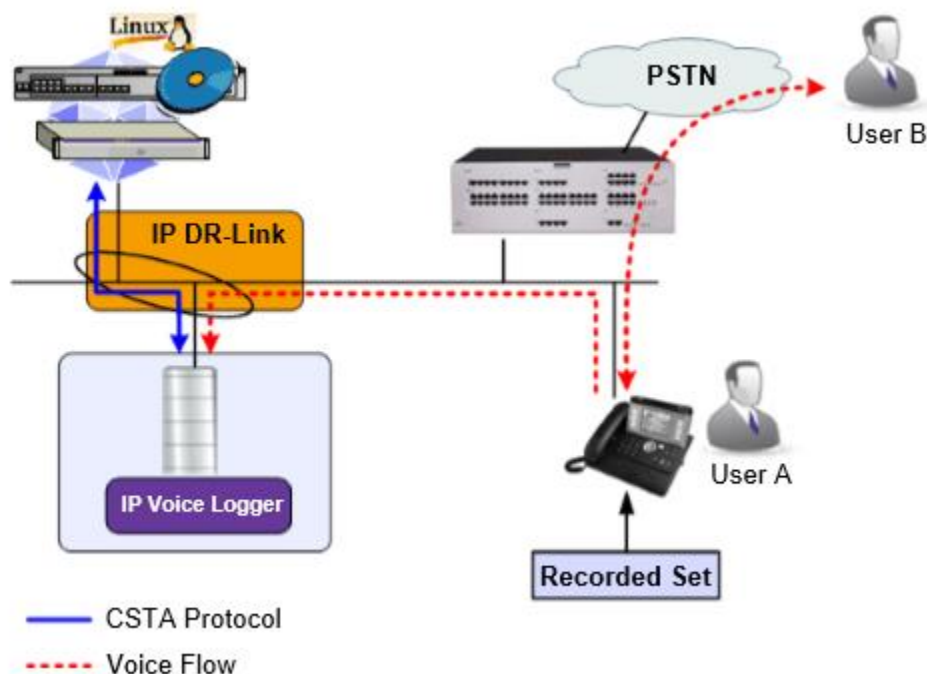 Linux
PSTN
User B
IP DR-Link
User A
IP Voice Logger
Recorded Set
CSTA Protocol
Voice Flow